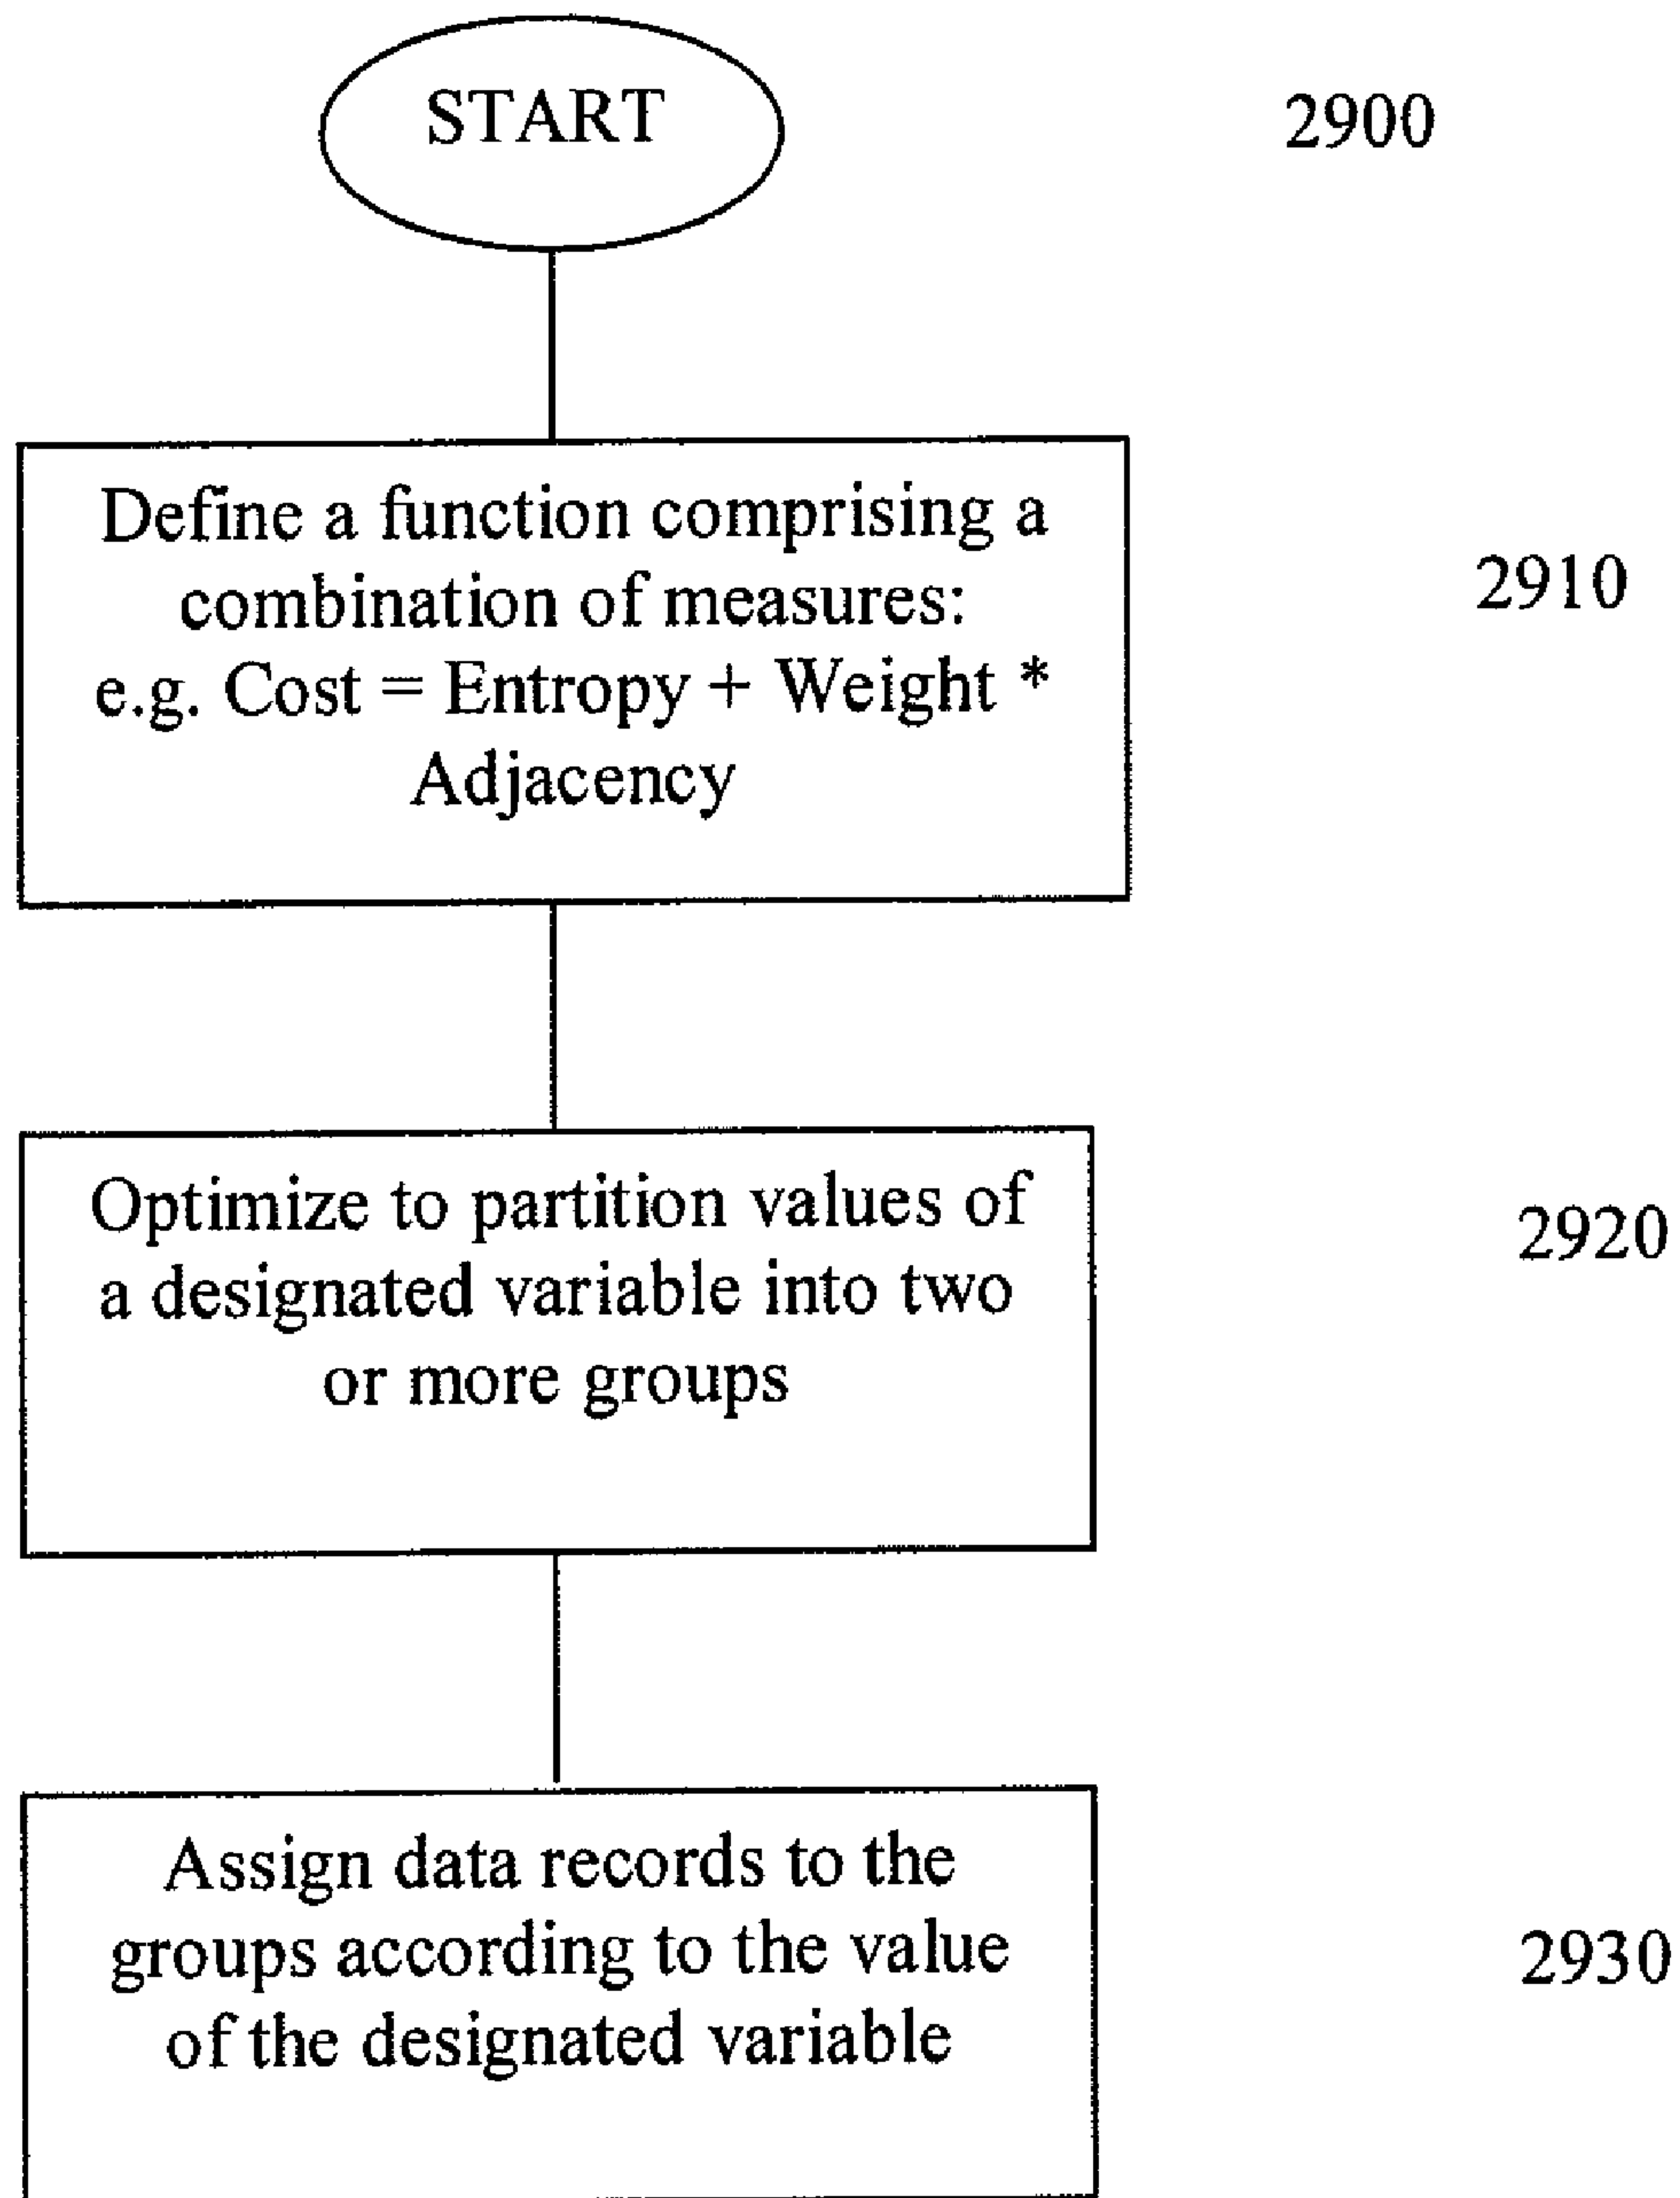 START
2900
Define a function comprising a
combination of measures:
e.g. Cost = Entropy + Weight *
Adjacency
2910
Optimize to partition values of
a designated variable into two
or more groups
2920
Assign data records to the
groups according to the value
of the designated variable
2930